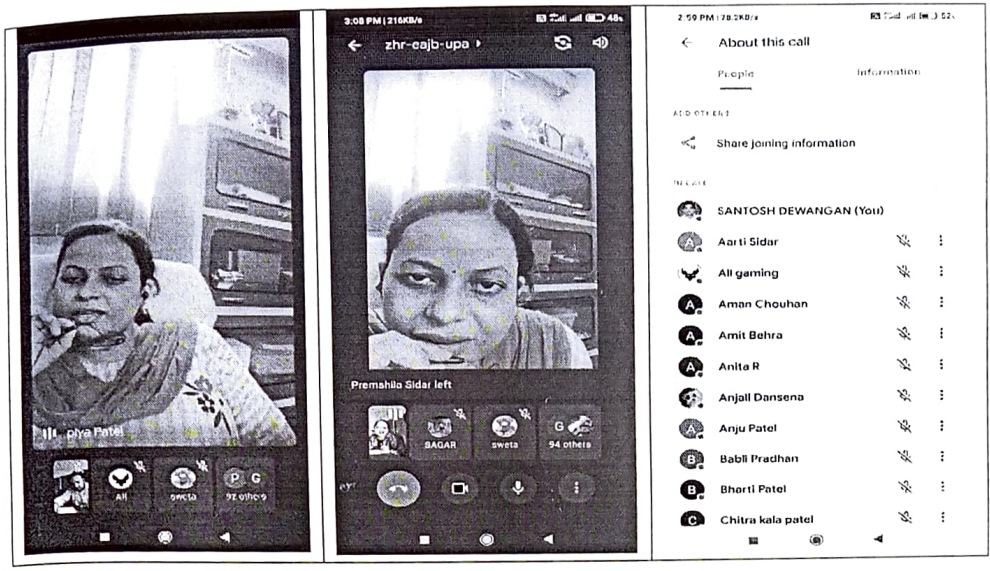 piya Patel
All
sweta
P G
92 others
3:08 PM | 216KB/s
48%
zhr-eajb-upa
Premshila Sidar left
SAGAR
sweta
G
94 others
2:59 PM | 78.2KB/s
52%
About this call
People
Information
ADD OTHERS
Share joining information
IN CALL
SANTOSH DEWANGAN (You)
A Aarti Sidar
All gaming
A Aman Chouhan
A Amit Behra
A Anita R
Anjali Dansena
A Anju Patel
B Babli Pradhan
B Bharti Patel
C Chitra kala patel